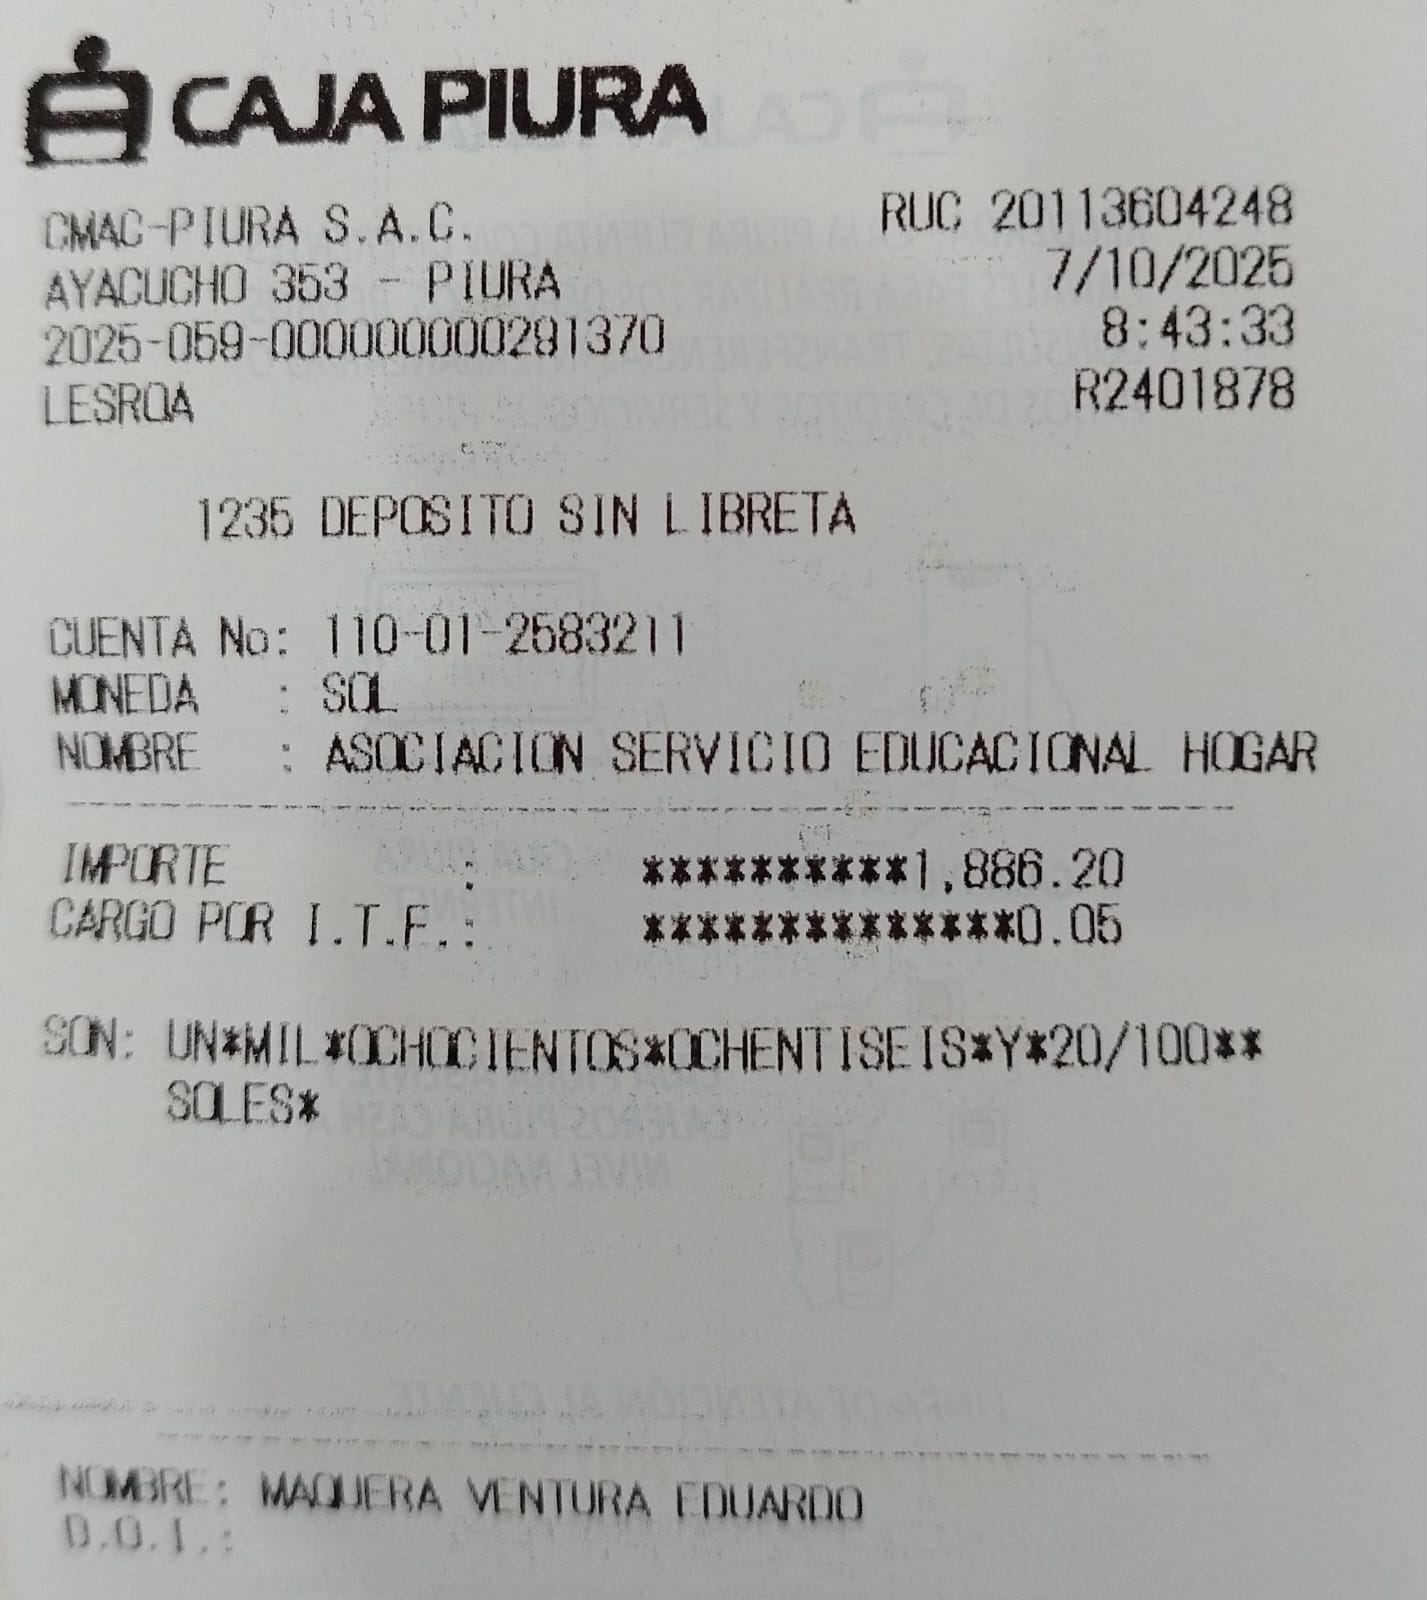 CAJA PIURA
CMAC-PIURA S.A.C. RUC 20113604248
AYACUCHO 353 - PIURA 7/10/2025
2025-059-000000000291370 8:43:33
LESROA R2401878
1235 DEPOSITO SIN LIBRETA
CUENTA No: 110-01-2583211
MONEDA : SOL
NOMBRE : ASOCIACION SERVICIO EDUCACIONAL HOGAR
IMPORTE : **********1,886.20
CARGO POR I.T.F.: **************0.05
SON: UN*MIL*OCHOCIENTOS*OCHENTISEIS*Y*20/100**
SOLES*
NOMBRE: MAQUERA VENTURA EDUARDO
D.O.I.: